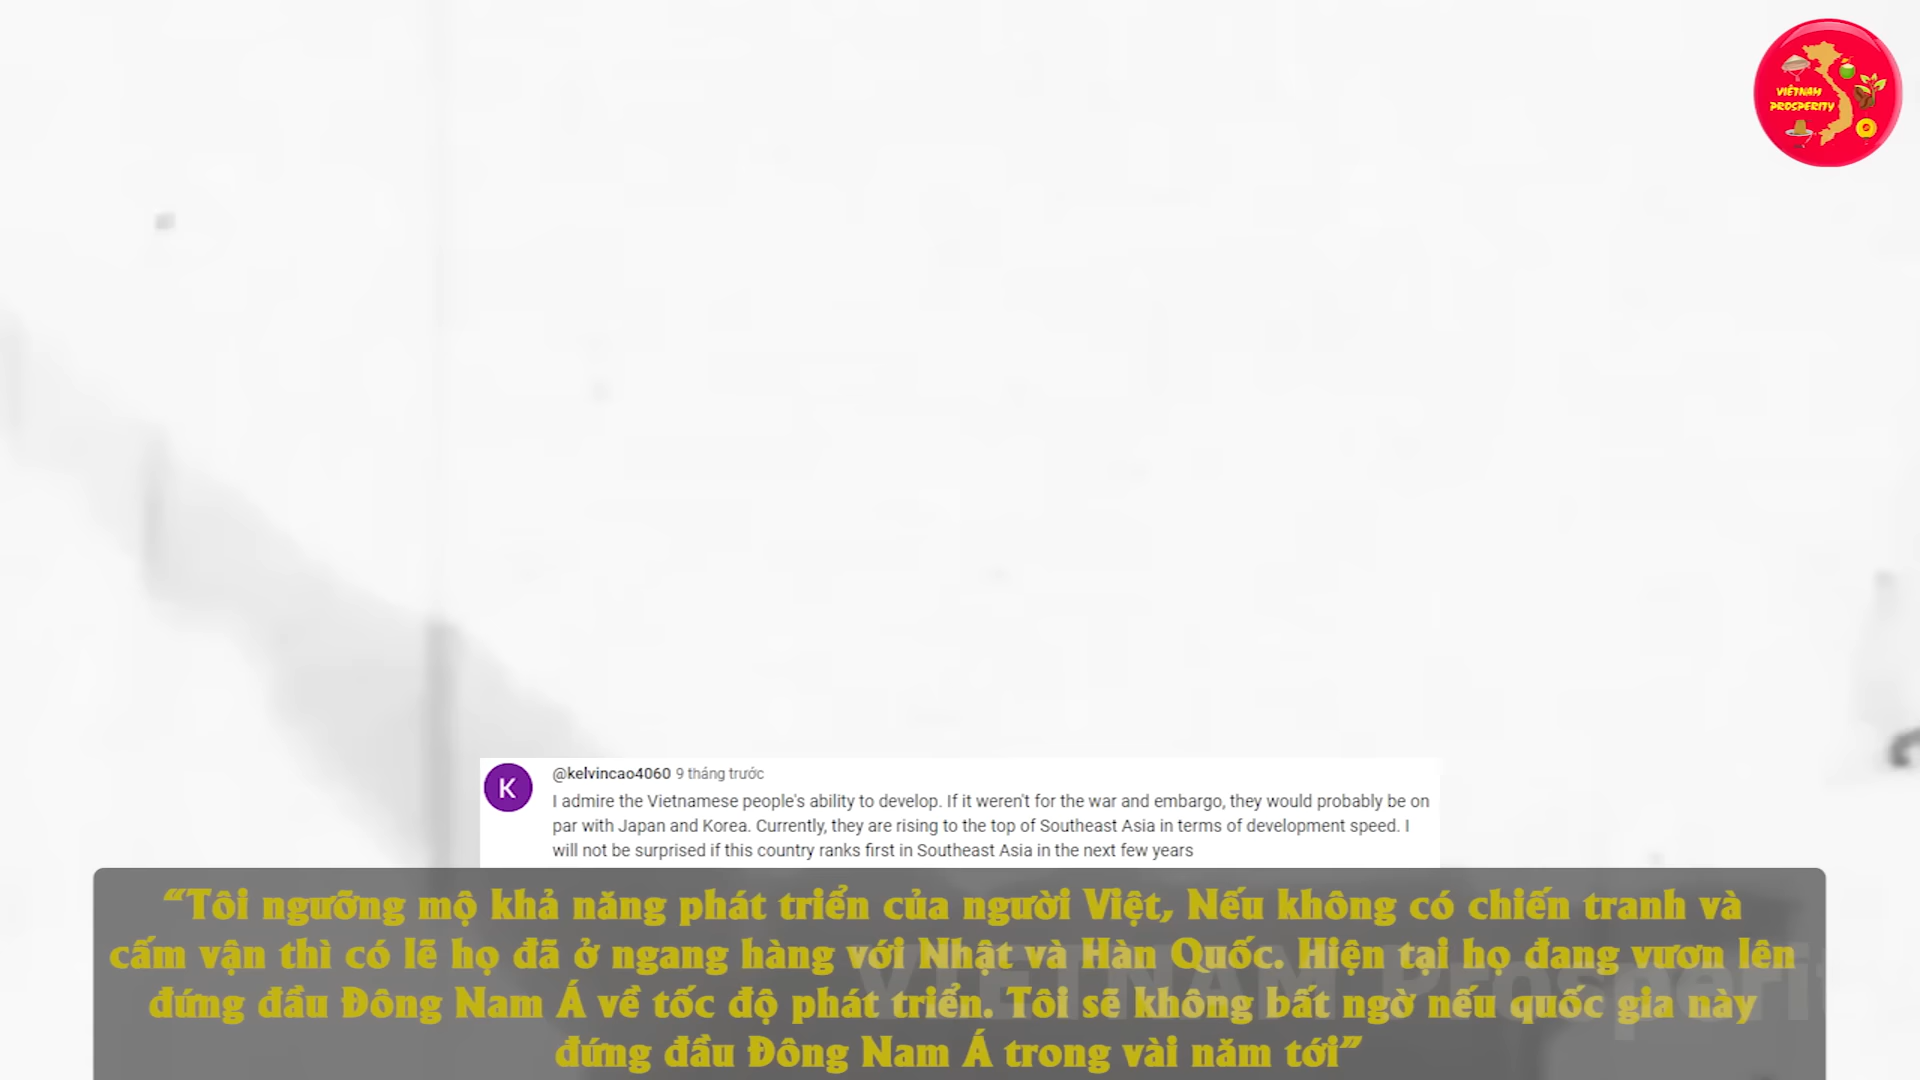 VIETNAM
PROSPERITY
K
@kelvincao4060 9 tháng trước
I admire the Vietnamese people's ability to develop. If it weren't for the war and embargo, they would probably be on
par with Japan and Korea. Currently, they are rising to the top of Southeast Asia in terms of development speed. I
will not be surprised if this country ranks first in Southeast Asia in the next few years
“Tôi ngưỡng mộ khả năng phát triển của người Việt, Nếu không có chiến tranh và
cấm vận thì có lẽ họ đã ở ngang hàng với Nhật và Hàn Quốc. Hiện tại họ đang vươn lên
đứng đầu Đông Nam Á về tốc độ phát triển. Tôi sẽ không bất ngờ nếu quốc gia này
đứng đầu Đông Nam Á trong vài năm tới”
VIETNAM Prosperit